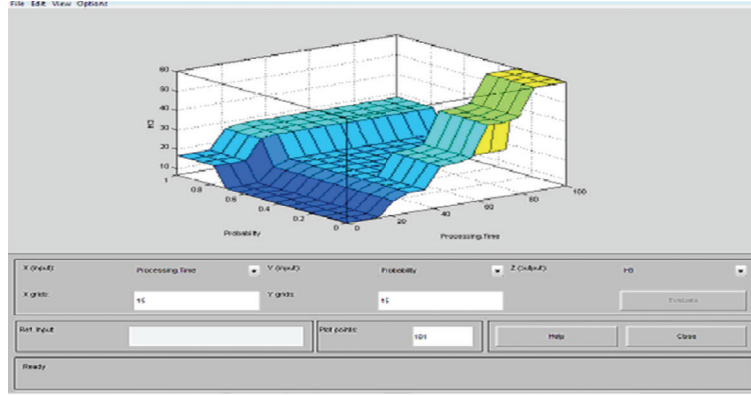 File Edit View Options
60
50
40
30
20
10
H3
1
0.8
0.6
0.4
0.2
0
Probability
0
20
40
60
80
100
Processing.Time
X (input): Processing.Time Y (input): Probability Z (output): H3
X grids: 15 Y grids: 15 Evaluate
Ref. Input: Plot points: 101 Help Close
Ready